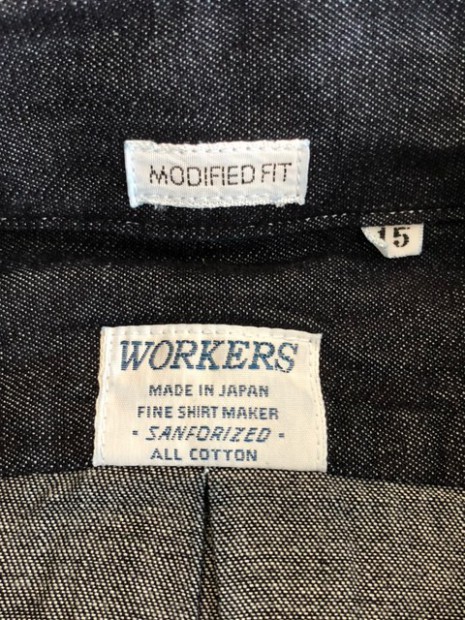 MODIFIED FIT
15
WORKERS
MADE IN JAPAN
FINE SHIRT MAKER
- SANFORIZED -
ALL COTTON